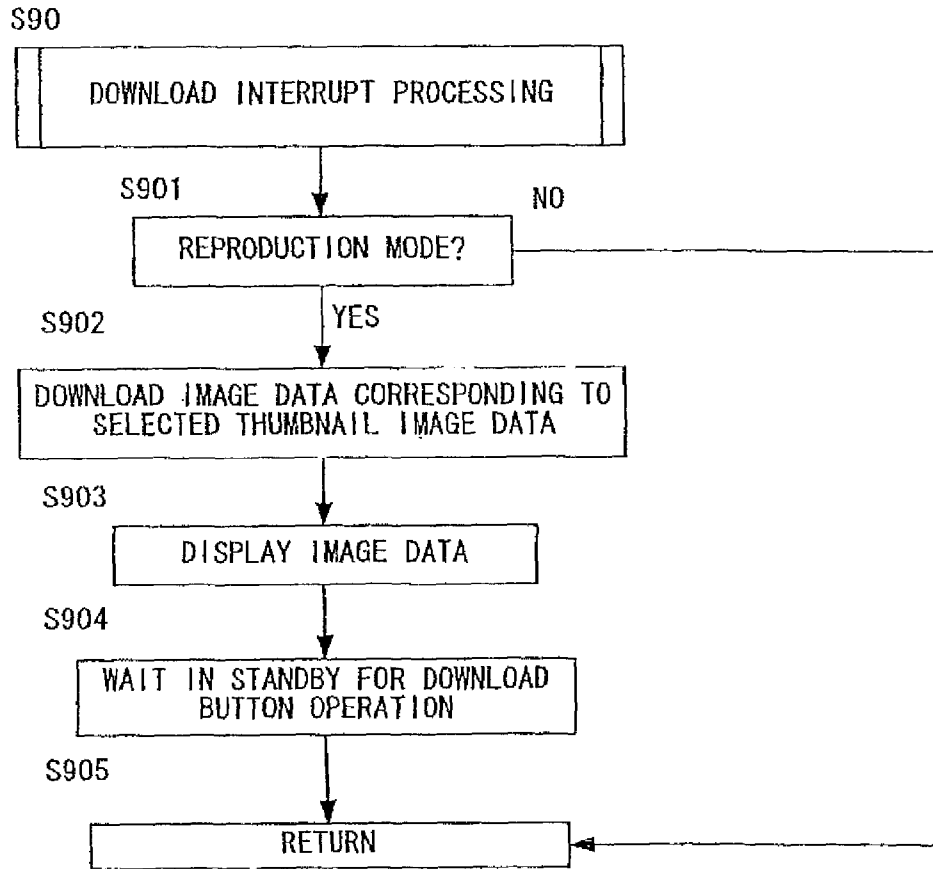 S90
DOWNLOAD INTERRUPT PROCESSING
S901
NO
REPRODUCTION MODE?
YES
S902
DOWNLOAD IMAGE DATA CORRESPONDING TO
SELECTED THUMBNAIL IMAGE DATA
S903
DISPLAY IMAGE DATA
S904
WAIT IN STANDBY FOR DOWNLOAD
BUTTON OPERATION
S905
RETURN